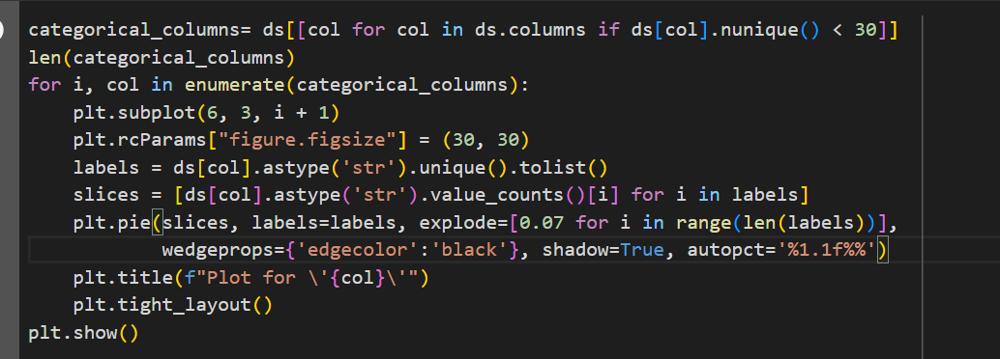 categorical_columns= ds[[col for col in ds.columns if ds[col].nunique() < 30]]
len(categorical_columns)
for i, col in enumerate(categorical_columns):
    plt.subplot(6, 3, i + 1)
    plt.rcParams["figure.figsize"] = (30, 30)
    labels = ds[col].astype('str').unique().tolist()
    slices = [ds[col].astype('str').value_counts()[i] for i in labels]
    plt.pie(slices, labels=labels, explode=[0.07 for i in range(len(labels))],
            wedgeprops={'edgecolor':'black'}, shadow=True, autopct='%1.1f%%')
    plt.title(f"Plot for \'{col}\'")
    plt.tight_layout()
plt.show()